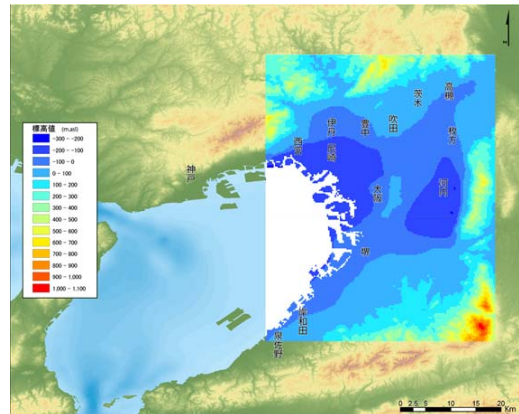 標高値 (m.asl)
-300 - -200
-200 - -100
-100 - 0
0 - 100
100 - 200
200 - 300
300 - 400
400 - 500
500 - 600
600 - 700
700 - 800
800 - 900
900 - 1,000
1,000 - 1,100
高槻
茨木
枚方
吹田
豊中
伊丹
尼崎
西宮
神戸
大阪
河内
堺
岸和田
泉佐野
0 2.5 5 10 15 20
Km